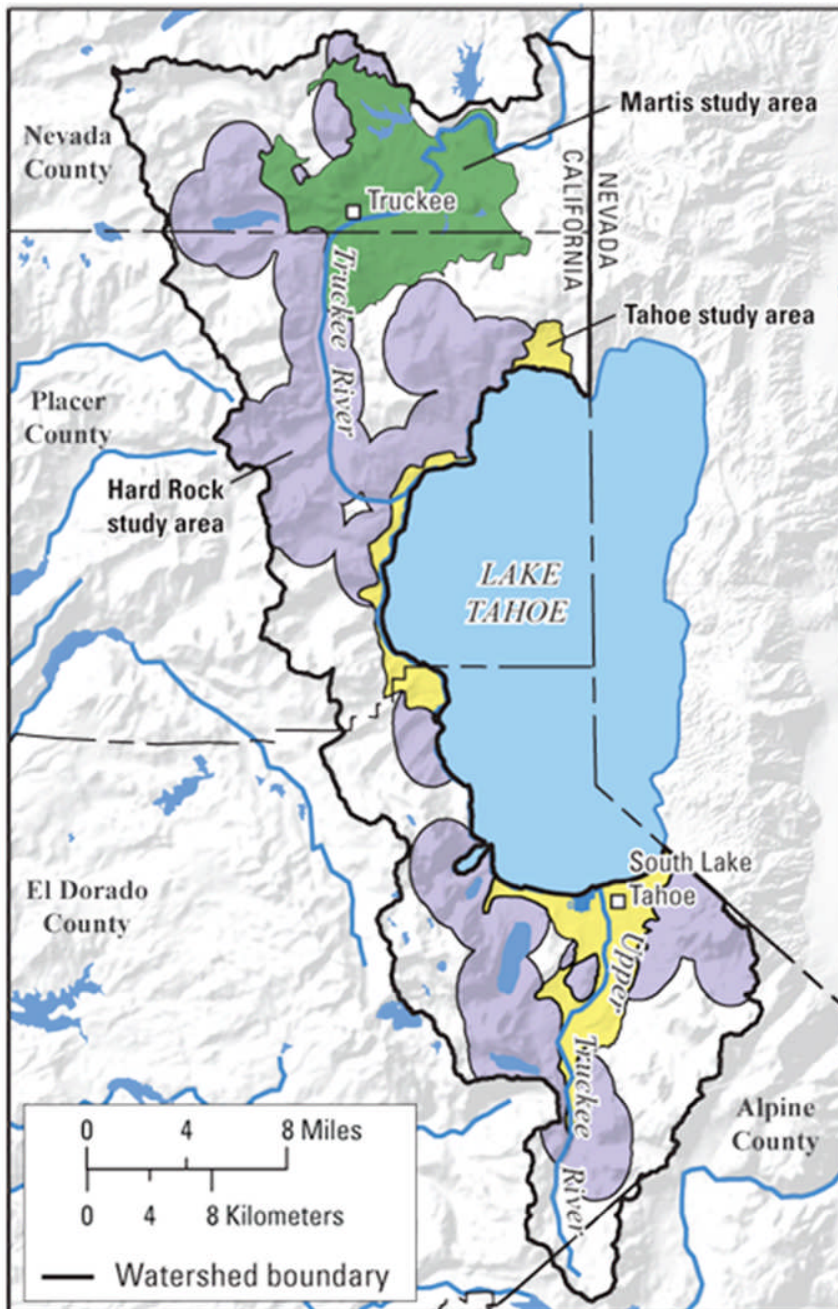 Martis study area
Nevada
County
CALIFORNIA
NEVADA
Truckee
Truckee River
Tahoe study area
Placer
County
Hard Rock
study area
LAKE
TAHOE
South Lake
Tahoe
El Dorado
County
Upper Truckee River
Alpine
County
0 4 8 Miles
0 4 8 Kilometers
Watershed boundary